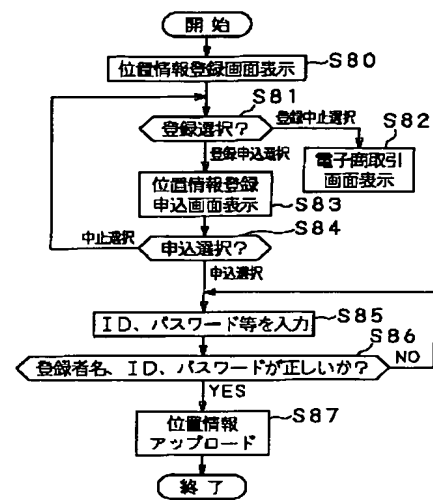 開始
位置情報登録画面表示
S80
S81
登録選択?
登録中止選択
S82
登録申込選択
電子商取引
画面表示
位置情報登録
申込画面表示
S83
S84
中止選択
申込選択?
申込選択
ID、パスワード等を入力
S85
S86
登録者名、ID、パスワードが正しいか?
NO
YES
S87
位置情報
アップロード
終了